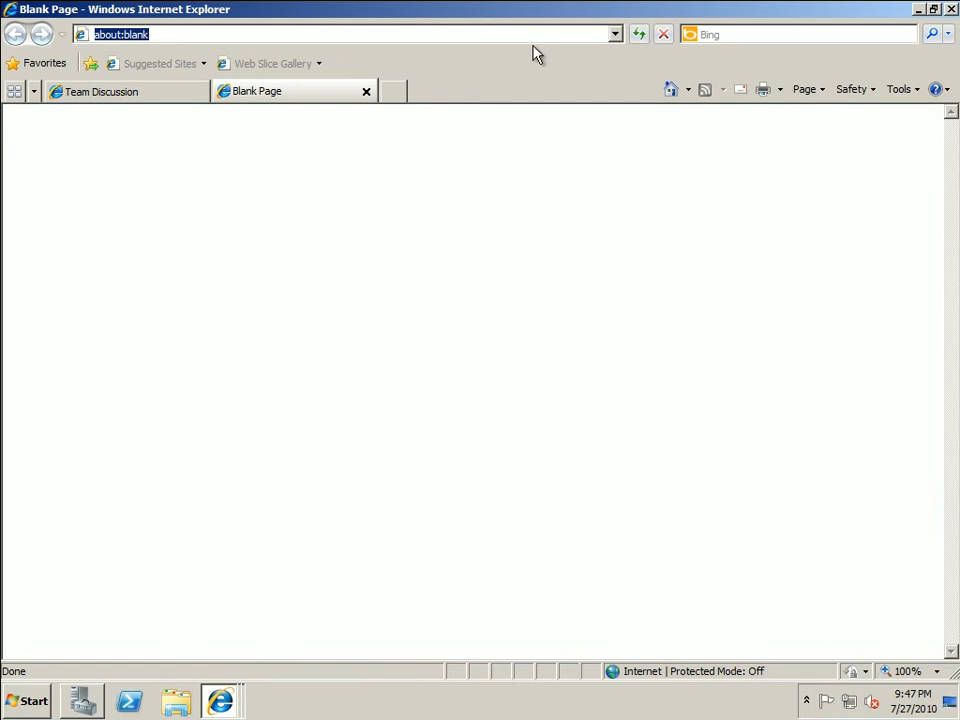 Blank Page - Windows Internet Explorer
about:blank
Bing
Favorites Suggested Sites Web Slice Gallery
Team Discussion Blank Page Page Safety Tools
Done Internet | Protected Mode: Off 100%
Start 9:47 PM
7/27/2010